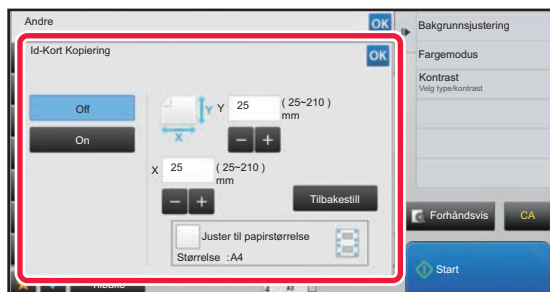 Andre
OK
Id-Kort Kopiering
OK
Off
On
Y
Y
25
( 25~210 )
mm
X
X
25
( 25~210 )
mm
Tilbakestill
Juster til papirstørrelse
Størrelse :A4
Tilbake
Bakgrunnsjustering
Fargemodus
Kontrast
Velg type/kontrast
Forhåndsvis
CA
Start